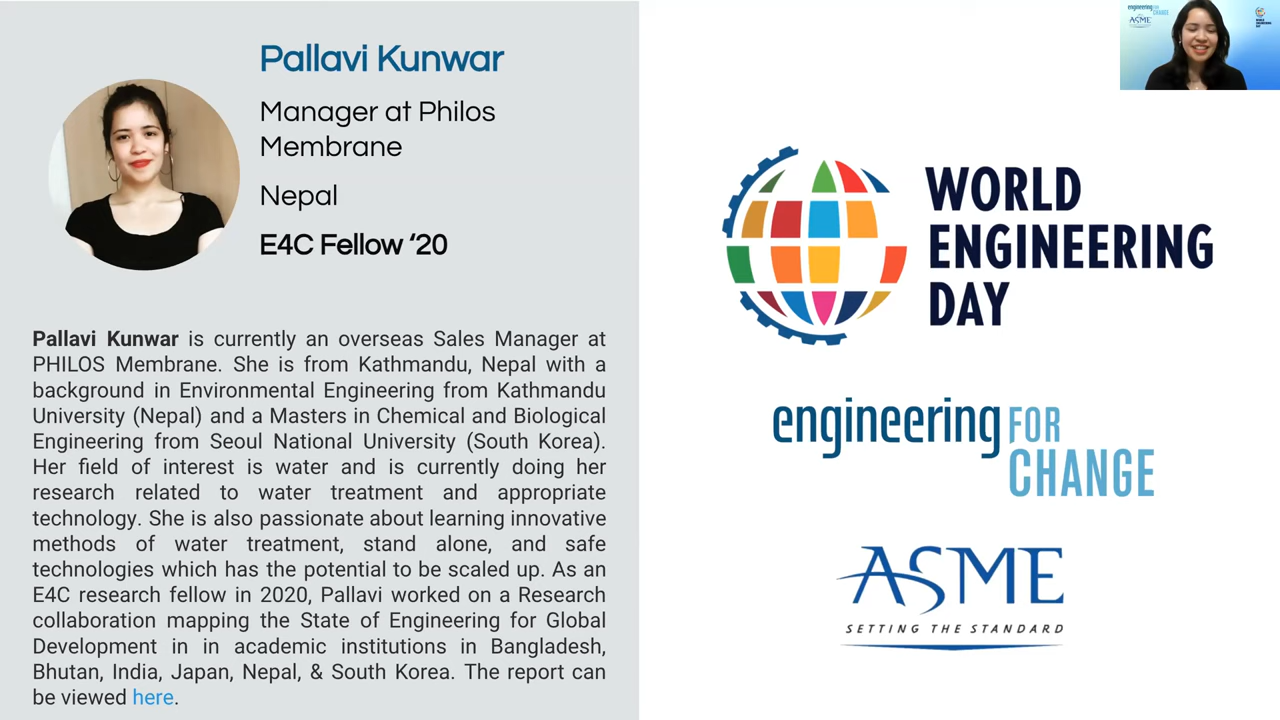 Pallavi Kunwar
Manager at Philos
Membrane
Nepal
E4C Fellow ‘20
Pallavi Kunwar is currently an overseas Sales Manager at
PHILOS Membrane. She is from Kathmandu, Nepal with a
background in Environmental Engineering from Kathmandu
University (Nepal) and a Masters in Chemical and Biological
Engineering from Seoul National University (South Korea).
Her field of interest is water and is currently doing her
research related to water treatment and appropriate
technology. She is also passionate about learning innovative
methods of water treatment, stand alone, and safe
technologies which has the potential to be scaled up. As an
E4C research fellow in 2020, Pallavi worked on a Research
collaboration mapping the State of Engineering for Global
Development in in academic institutions in Bangladesh,
Bhutan, India, Japan, Nepal, & South Korea. The report can
be viewed here.
WORLD
ENGINEERING
DAY
engineering FOR
CHANGE
ASME
SETTING THE STANDARD
engineering FOR
CHANGE
ASME
WORLD
ENGINEERING
DAY